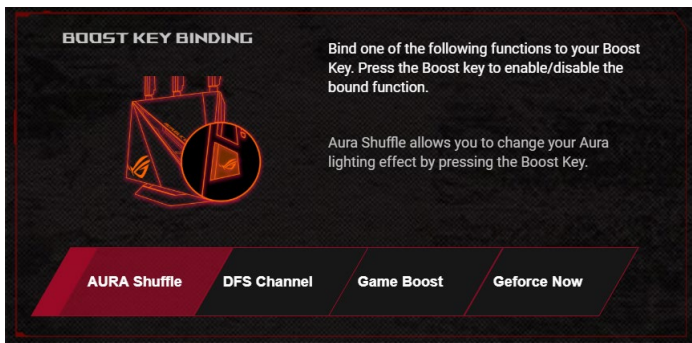 BOOST KEY BINDING
Bind one of the following functions to your Boost
Key. Press the Boost key to enable/disable the
bound function.
Aura Shuffle allows you to change your Aura
lighting effect by pressing the Boost Key.
AURA Shuffle
DFS Channel
Game Boost
Geforce Now